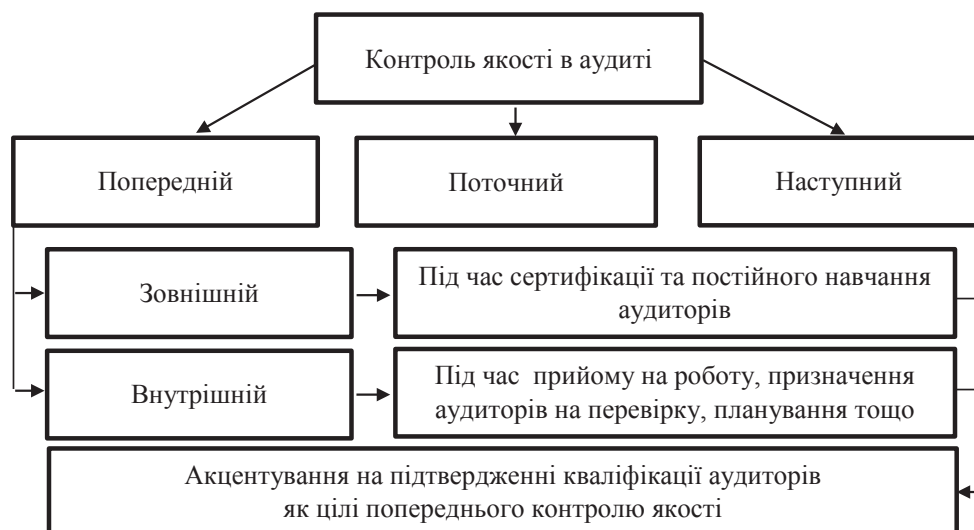 Контроль якості в аудиті
Попередній
Поточний
Наступний
Зовнішній
Під час сертифікації та постійного навчання
аудиторів
Внутрішній
Під час прийому на роботу, призначення
аудиторів на перевірку, планування тощо
Акцентування на підтвердженні кваліфікації аудиторів
як цілі попереднього контролю якості